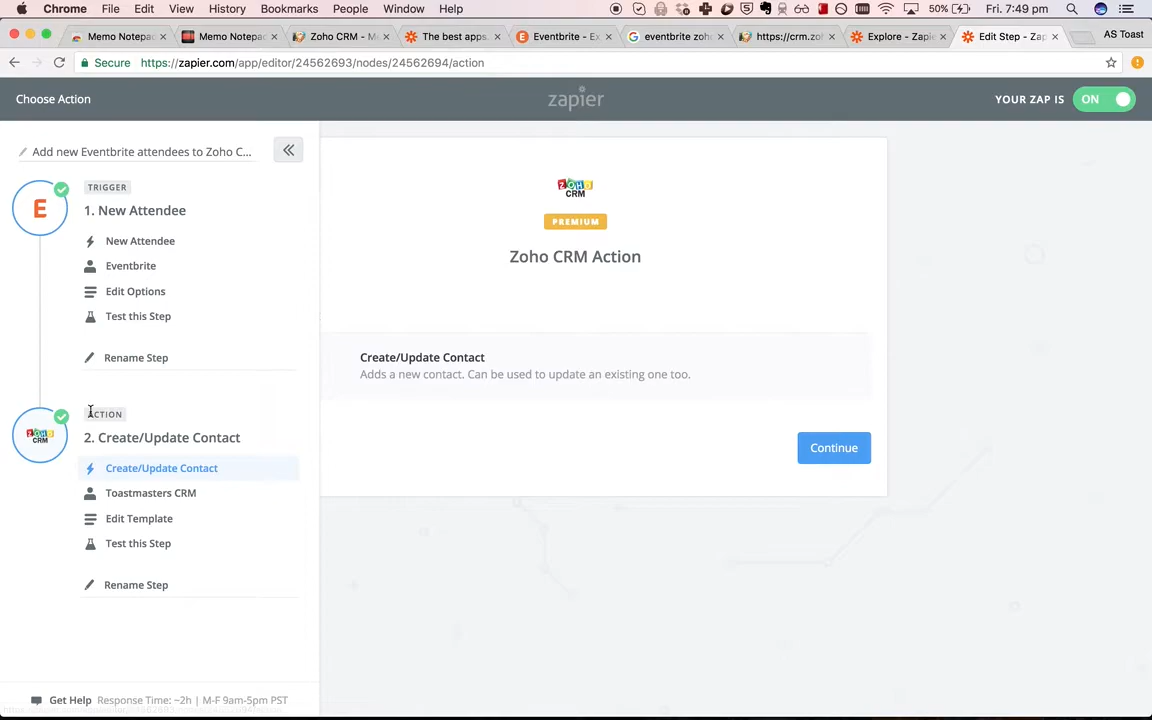 Chrome File Edit View History Bookmarks People Window Help 50% Fri. 7:49 pm
Memo Notepad Memo Notepa Zoho CRM - M The best apps. Eventbrite - E eventbrite zoh https://crm.zo Explore - Zapie Edit Step - Zap AS Toast
Secure https://zapier.com/app/editor/24562693/nodes/24562694/action
Choose Action zapier YOUR ZAP IS ON
Add new Eventbrite attendees to Zoho C...
TRIGGER
1. New Attendee
New Attendee
Eventbrite
Edit Options
Test this Step
Rename Step
ACTION
2. Create/Update Contact
Create/Update Contact
Toastmasters CRM
Edit Template
Test this Step
Rename Step
Get Help Response Time: ~2h | M-F 9am-5pm PST
ZOHO
CRM
PREMIUM
Zoho CRM Action
Create/Update Contact
Adds a new contact. Can be used to update an existing one too.
Continue
E
ZOHO
CRM